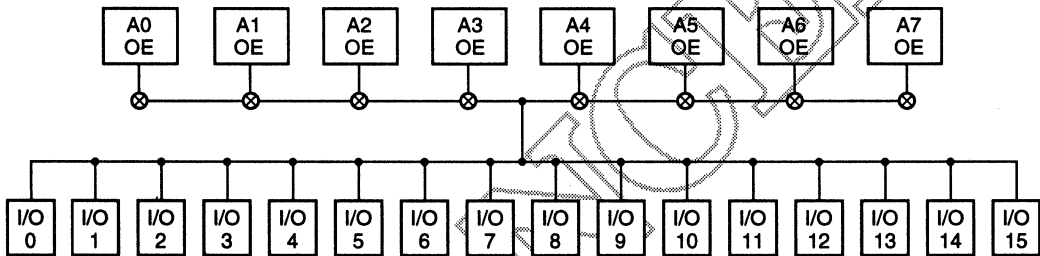 A0 A1 A2 A3 A4 A5 A6 A7
OE OE OE OE OE OE OE OE
I/O I/O I/O I/O I/O I/O I/O I/O I/O I/O I/O I/O I/O I/O I/O I/O
0 1 2 3 4 5 6 7 8 9 10 11 12 13 14 15